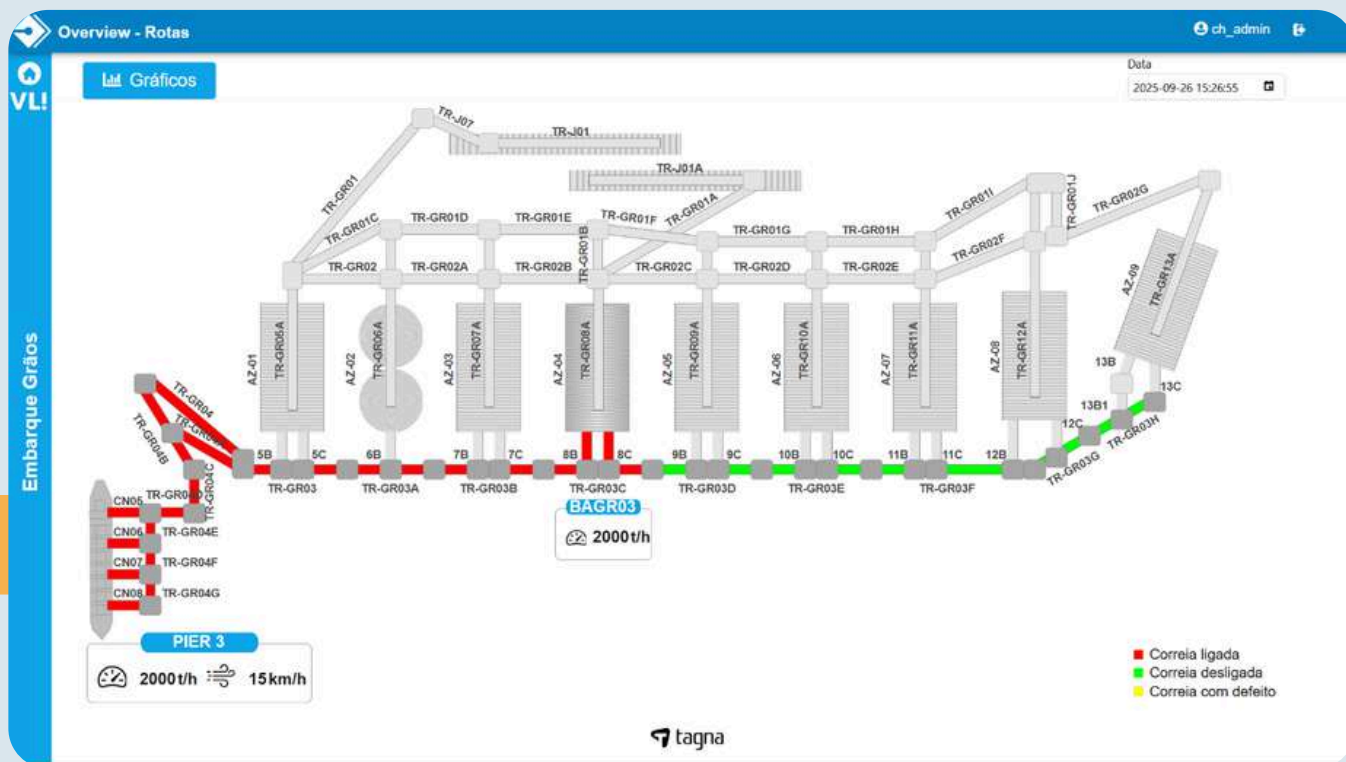 Overview - Rotas
ch_admin
VL!
Gráficos
Data
2025-09-26 15:26:55
Embarque Grãos
TR-J07
TR-J01
TR-J01A
TR-GR01
TR-GR01A
TR-GR01C
TR-GR01D
TR-GR01E
TR-GR01F
TR-GR01B
TR-GR01G
TR-GR01H
TR-GR01I
TR-GR01J
TR-GR02G
TR-GR02
TR-GR02A
TR-GR02B
TR-GR02C
TR-GR02D
TR-GR02E
TR-GR02F
AZ-01
TR-GR05A
AZ-02
TR-GR06A
AZ-03
TR-GR07A
AZ-04
TR-GR08A
AZ-05
TR-GR09A
AZ-06
TR-GR10A
AZ-07
TR-GR11A
AZ-08
TR-GR12A
AZ-09
TR-GR13A
13B
13C
13B1
12C
TR-GR03H
TR-GR03G
TR-GR04
TR-GR04B
TR-GR04C
5B
5C
6B
7B
7C
8B
8C
9B
9C
10B
10C
11B
11C
12B
TR-GR03
TR-GR03A
TR-GR03B
TR-GR03C
TR-GR03D
TR-GR03E
TR-GR03F
CN05
CN06
TR-GR04E
CN07
TR-GR04F
CN08
TR-GR04G
BAGR03
2000t/h
PIER 3
2000t/h
15km/h
Correia ligada
Correia desligada
Correia com defeito
tagna